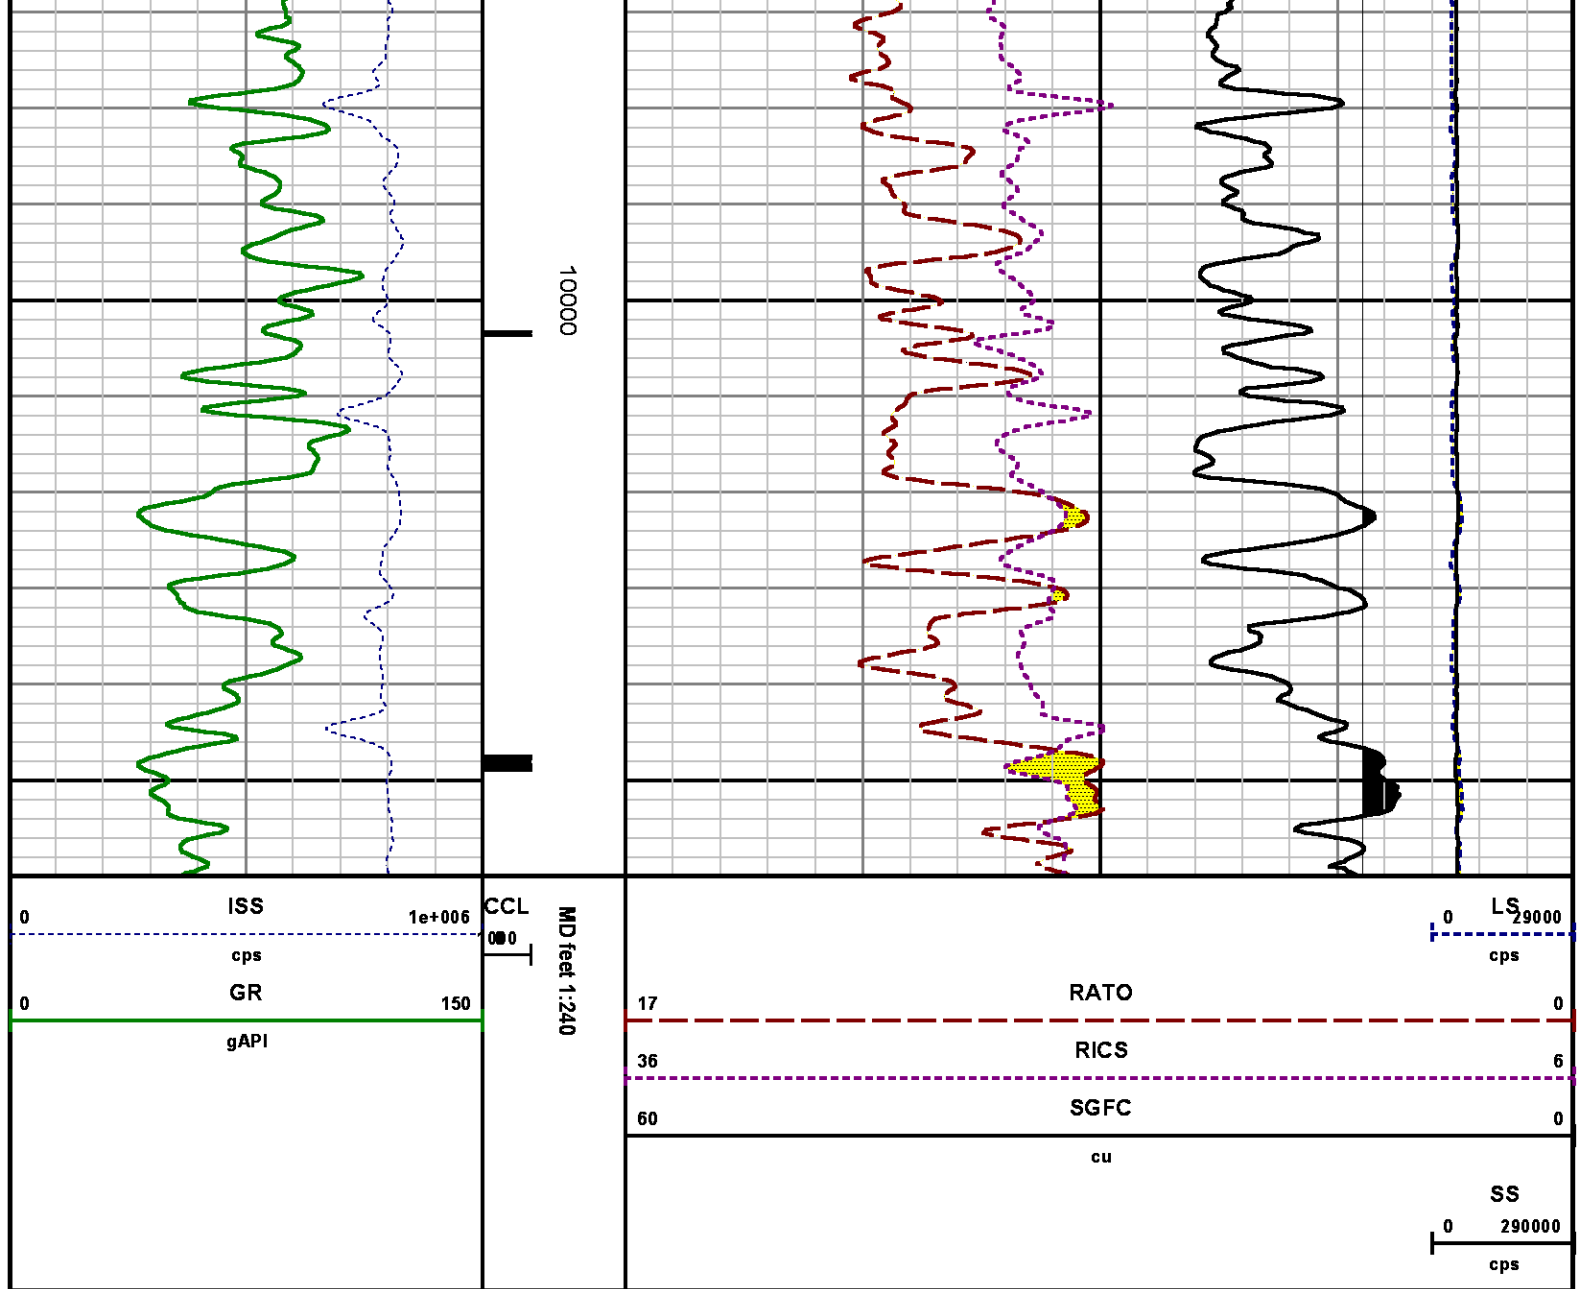 10000
ISS
0 1e+006
cps
GR
0 150
gAPI
CCL
MD feet 1:240
LS
0 29000
cps
RATO
17 0
RICS
36 6
SGFC
60 0
cu
SS
0 290000
cps